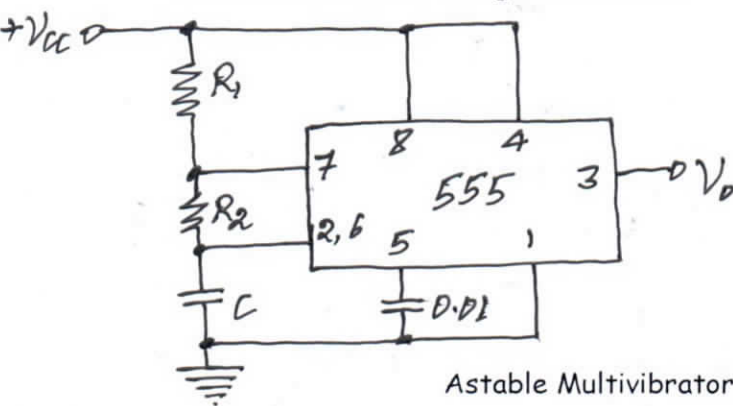 +Vcc
R1
7 8 4
555 3 Vo
R2
2,6 5 1
C 0.01
Astable Multivibrator